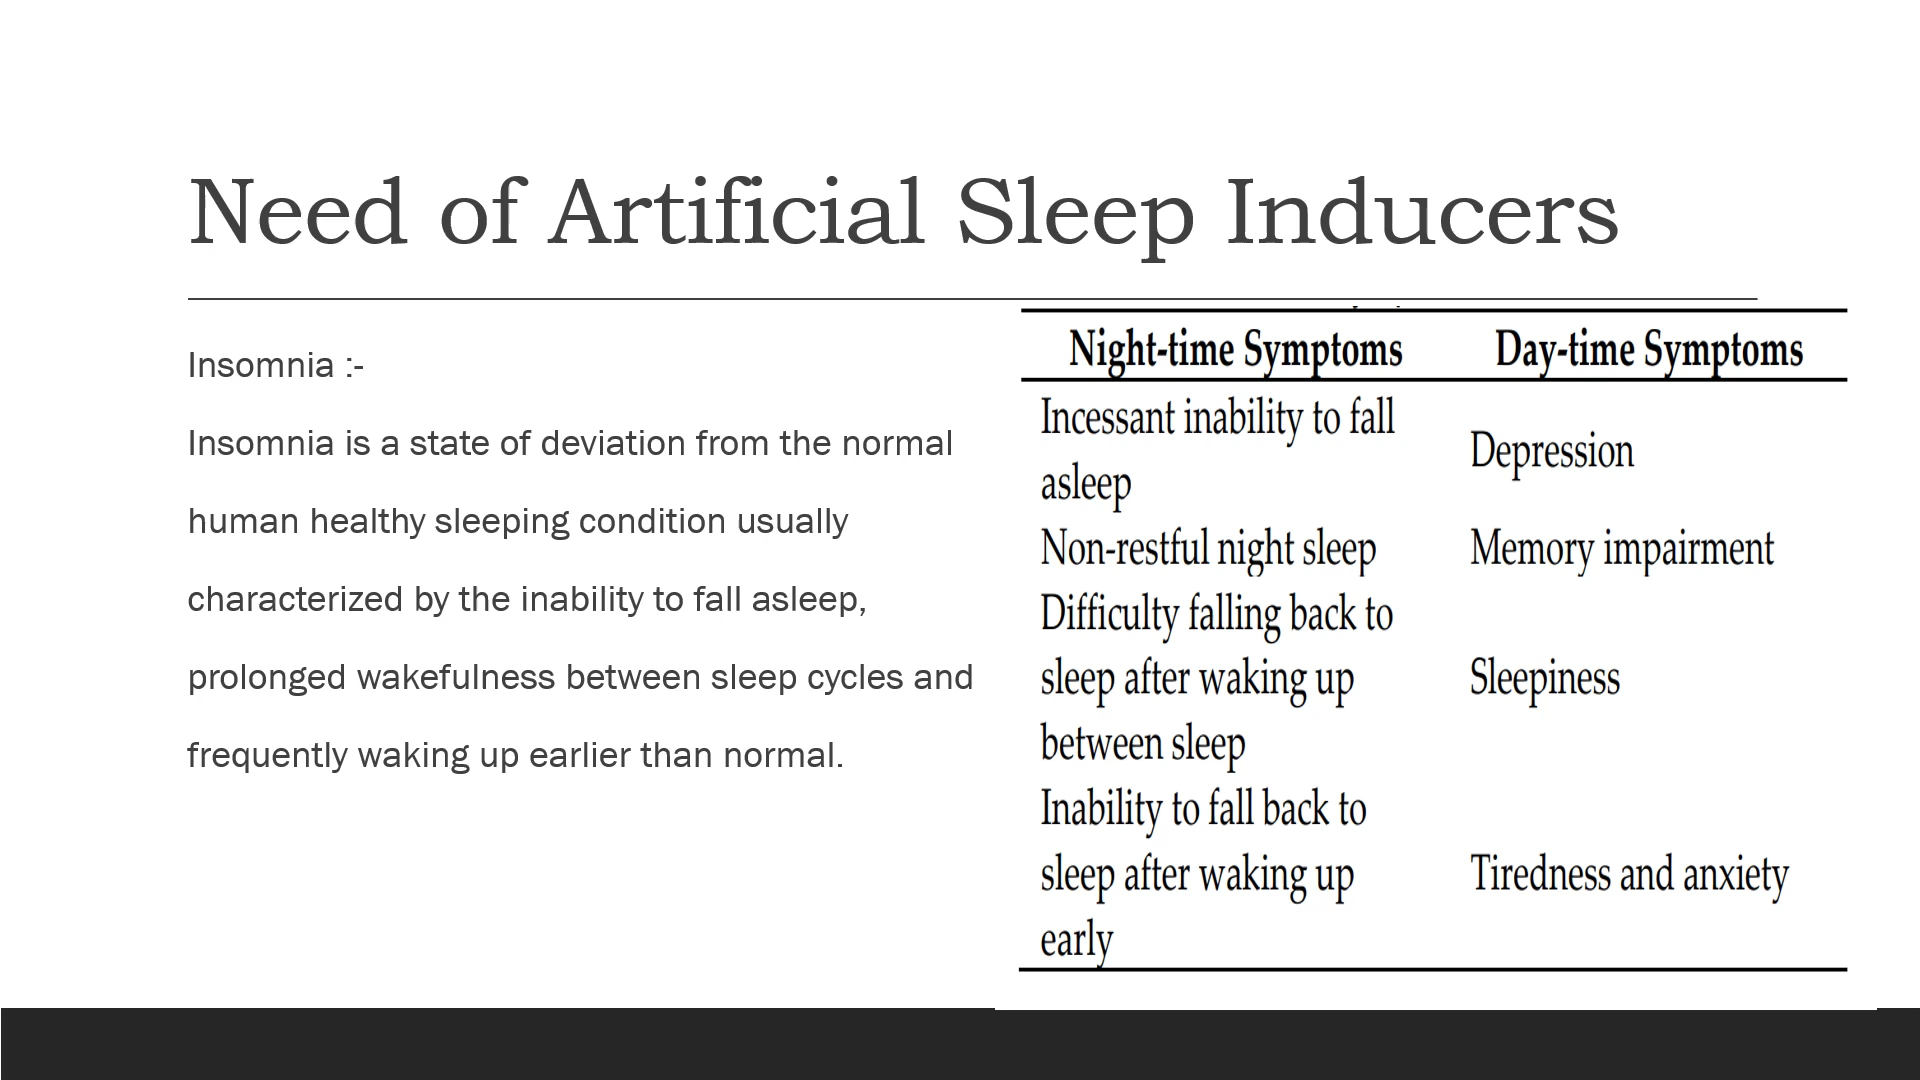 Need of Artificial Sleep Inducers
Insomnia :-
Insomnia is a state of deviation from the normal
human healthy sleeping condition usually
characterized by the inability to fall asleep,
prolonged wakefulness between sleep cycles and
frequently waking up earlier than normal.
Night-time Symptoms Day-time Symptoms
Incessant inability to fall
asleep
Depression
Non-restful night sleep Memory impairment
Difficulty falling back to
sleep after waking up
between sleep
Sleepiness
Inability to fall back to
sleep after waking up
early
Tiredness and anxiety